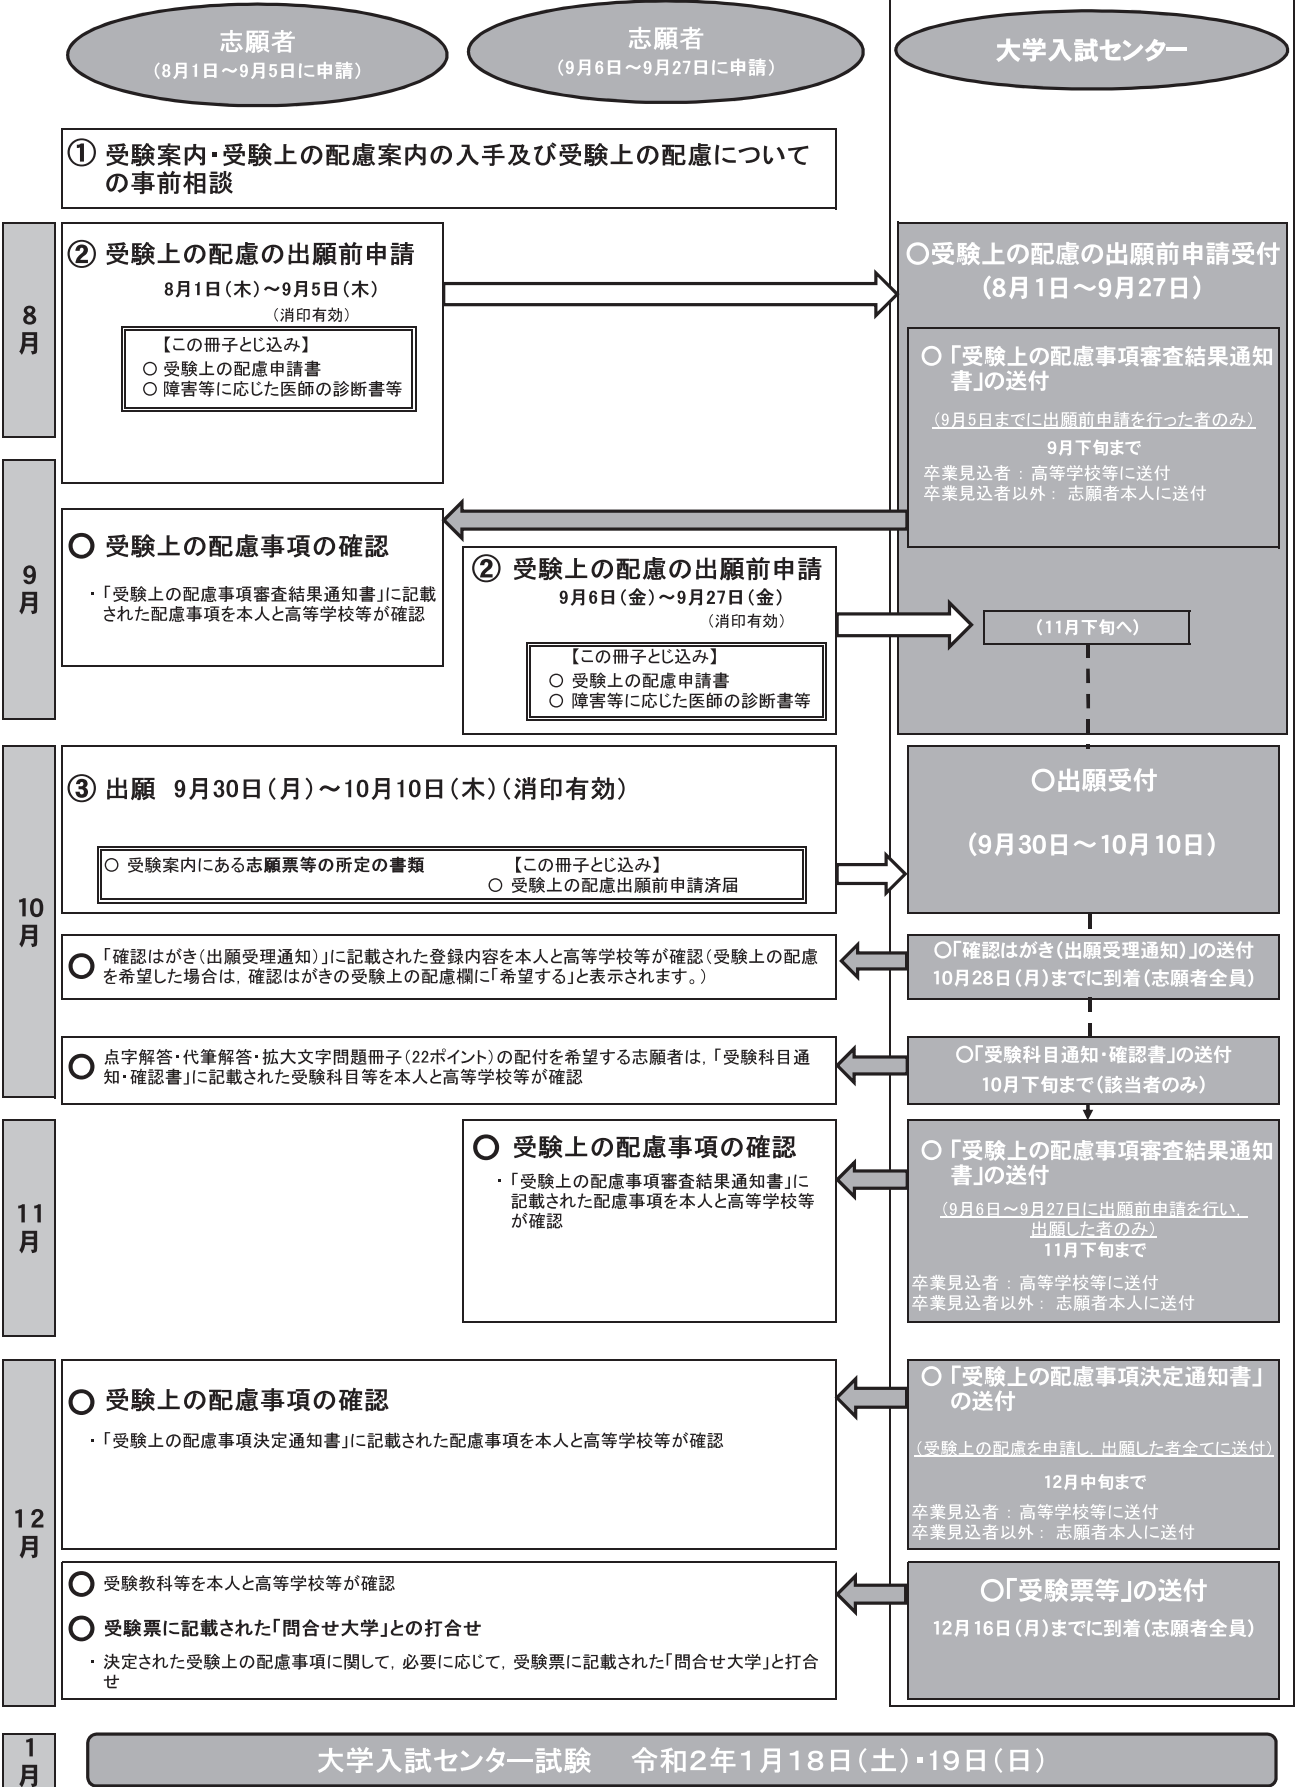 志願者
(8月1日～9月5日に申請)
志願者
(9月6日～9月27日に申請)
大学入試センター
① 受験案内・受験上の配慮案内の入手及び受験上の配慮について
の事前相談
8
月
② 受験上の配慮の出願前申請
8月1日(木)～9月5日(木)
(消印有効)
【この冊子とじ込み】
○ 受験上の配慮申請書
○ 障害等に応じた医師の診断書等
○受験上の配慮の出願前申請受付
(8月1日～9月27日)
○「受験上の配慮事項審査結果通知
書」の送付
(9月5日までに出願前申請を行った者のみ)
9月下旬まで
卒業見込者 : 高等学校等に送付
卒業見込者以外 : 志願者本人に送付
9
月
○ 受験上の配慮事項の確認
・「受験上の配慮事項審査結果通知書」に記載
された配慮事項を本人と高等学校等が確認
② 受験上の配慮の出願前申請
9月6日(金)～9月27日(金)
(消印有効)
【この冊子とじ込み】
○ 受験上の配慮申請書
○ 障害等に応じた医師の診断書等
(11月下旬へ)
10
月
③ 出願 9月30日(月)～10月10日(木)(消印有効)
○ 受験案内にある志願票等の所定の書類 【この冊子とじ込み】
○ 受験上の配慮出願前申請済届
○出願受付
(9月30日～10月10日)
○ 「確認はがき(出願受理通知)」に記載された登録内容を本人と高等学校等が確認(受験上の配慮
を希望した場合は, 確認はがきの受験上の配慮欄に「希望する」と表示されます。)
○「確認はがき(出願受理通知)」の送付
10月28日(月)までに到着(志願者全員)
○ 点字解答・代筆解答・拡大文字問題冊子(22ポイント)の配付を希望する志願者は, 「受験科目通
知・確認書」に記載された受験科目等を本人と高等学校等が確認
○「受験科目通知・確認書」の送付
10月下旬まで(該当者のみ)
11
月
○ 受験上の配慮事項の確認
・「受験上の配慮事項審査結果通知書」に
記載された配慮事項を本人と高等学校等
が確認
○「受験上の配慮事項審査結果通知
書」の送付
(9月6日～9月27日に出願前申請を行い,
出願した者のみ)
11月下旬まで
卒業見込者 : 高等学校等に送付
卒業見込者以外 : 志願者本人に送付
12
月
○ 受験上の配慮事項の確認
・「受験上の配慮事項決定通知書」に記載された配慮事項を本人と高等学校等が確認
○「受験上の配慮事項決定通知書」
の送付
(受験上の配慮を申請し, 出願した者全てに送付)
12月中旬まで
卒業見込者 : 高等学校等に送付
卒業見込者以外 : 志願者本人に送付
○ 受験教科等を本人と高等学校等が確認
○ 受験票に記載された「問合せ大学」との打合せ
・ 決定された受験上の配慮事項に関して, 必要に応じて, 受験票に記載された「問合せ大学」と打合
せ
○「受験票等」の送付
12月16日(月)までに到着(志願者全員)
1
月
大学入試センター試験 令和2年1月18日(土)・19日(日)